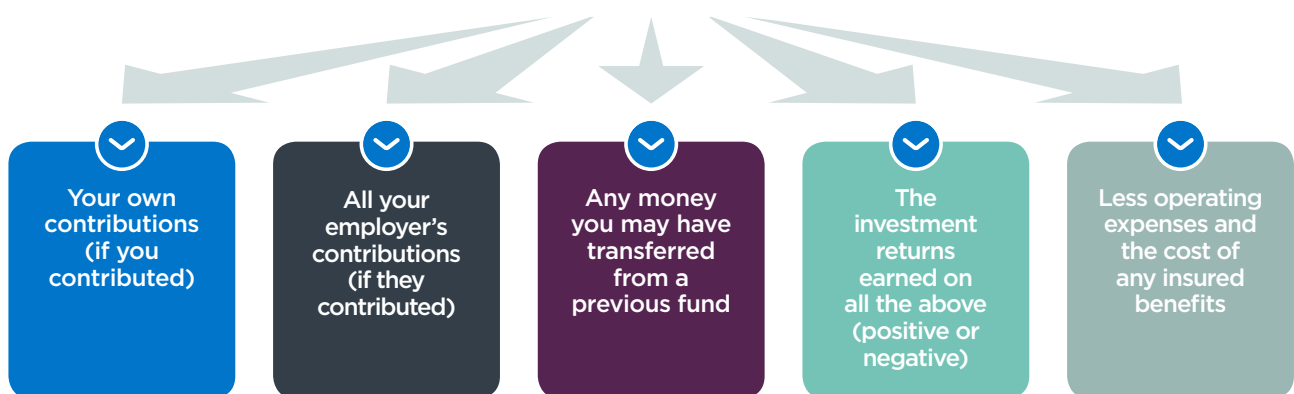 Your own
contributions
(if you
contributed)
All your
employer's
contributions
(if they
contributed)
Any money
you may have
transferred
from a
previous fund
The
investment
returns
earned on
all the above
(positive or
negative)
Less operating
expenses and
the cost of
any insured
benefits